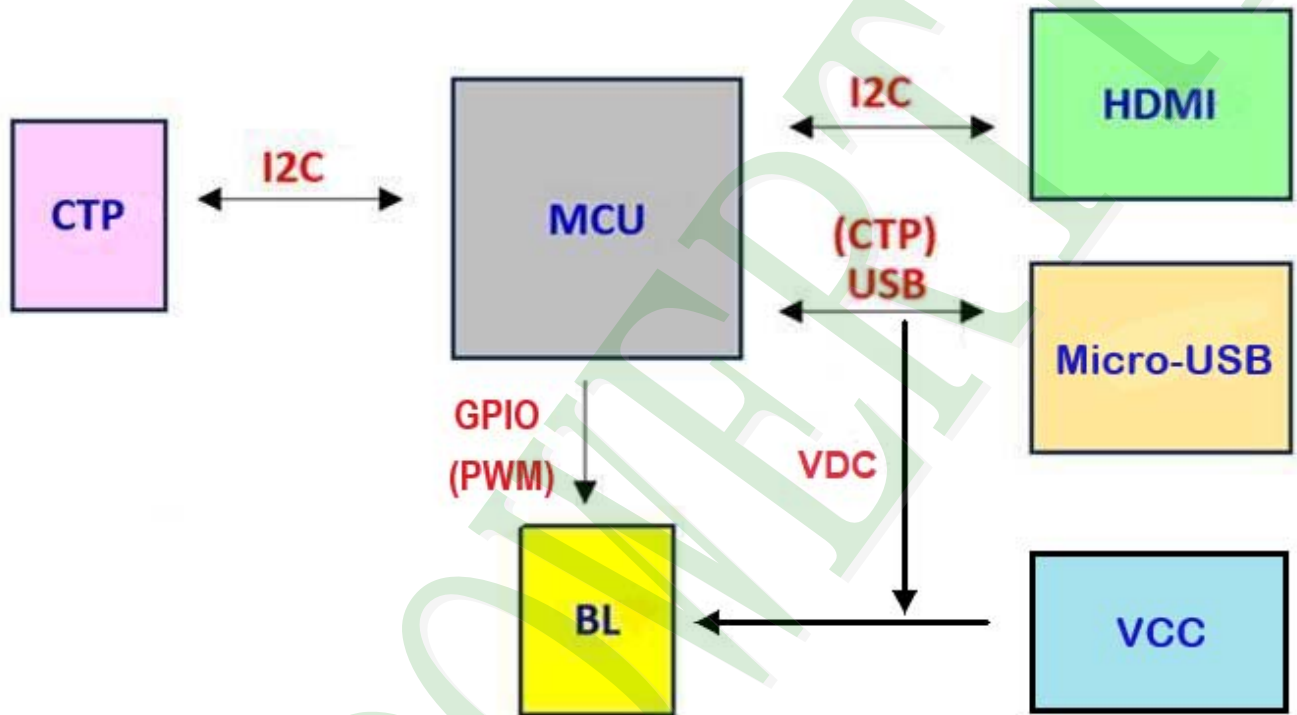 I2C
HDMI
I2C
CTP
MCU
(CTP)
USB
Micro-USB
GPIO
(PWM)
VDC
BL
VCC